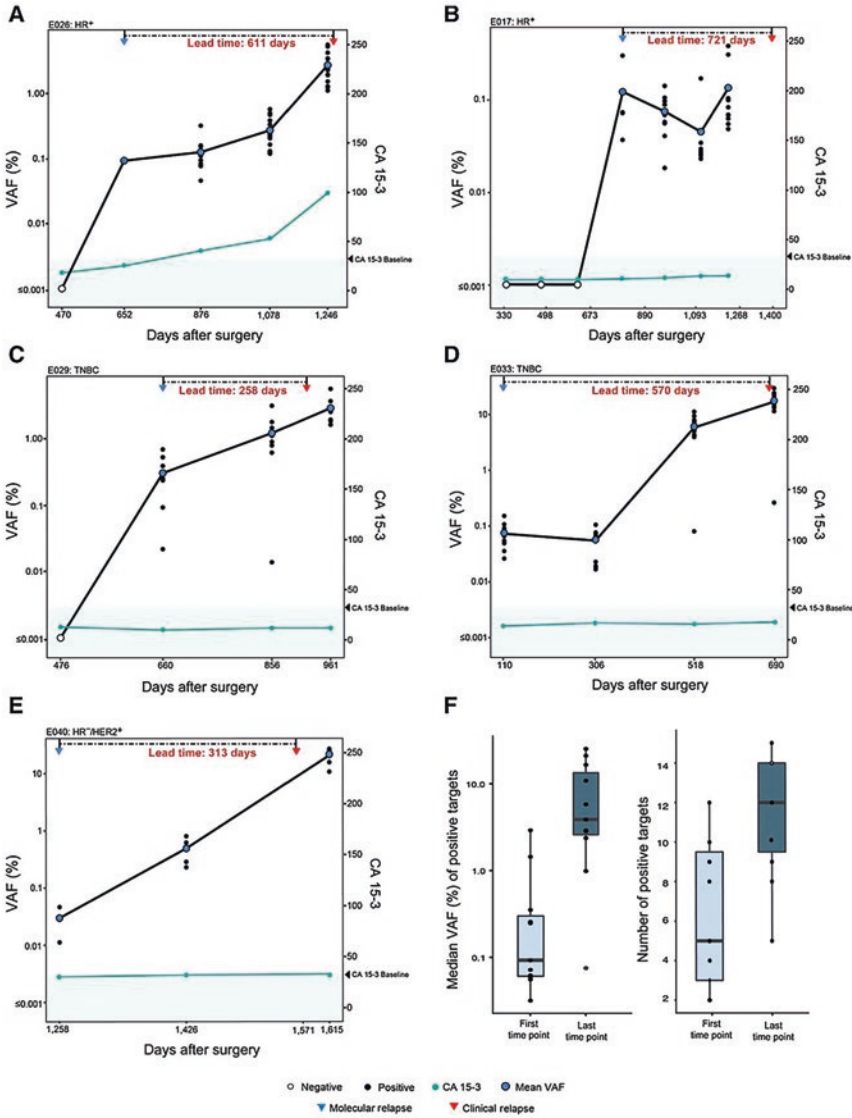 A
E026: HR+
Lead time: 611 days
VAF (%)
1.00
0.1
0.01
≤0.001
250
200
150
100
50
0
CA 15-3
CA 15-3 Baseline
470 652 876 1,078 1,246
Days after surgery
B
E017: HR+
Lead time: 721 days
VAF (%)
0.1
0.01
≤0.001
250
200
150
100
50
0
CA 15-3
CA 15-3 Baseline
330 498 673 890 1,093 1,268 1,400
Days after surgery
C
E029: TNBC
Lead time: 258 days
VAF (%)
1.00
0.1
0.01
≤0.001
250
200
150
100
50
0
CA 15-3
CA 15-3 Baseline
476 660 856 961
Days after surgery
D
E033: TNBC
Lead time: 570 days
VAF (%)
10
1
0.1
0.01
≤0.001
250
200
150
100
50
0
CA 15-3
CA 15-3 Baseline
110 306 518 690
Days after surgery
E
E040: HR−/HER2+
Lead time: 313 days
VAF (%)
10
1
0.1
0.01
≤0.001
250
200
150
100
50
0
CA 15-3
CA 15-3 Baseline
1,258 1,426 1,571 1,615
Days after surgery
F
Median VAF (%) of positive targets
10.0
1.0
0.1
First time point
Last time point
Number of positive targets
14
12
10
8
6
4
2
First time point
Last time point
Negative Positive CA 15-3 Mean VAF
Molecular relapse Clinical relapse